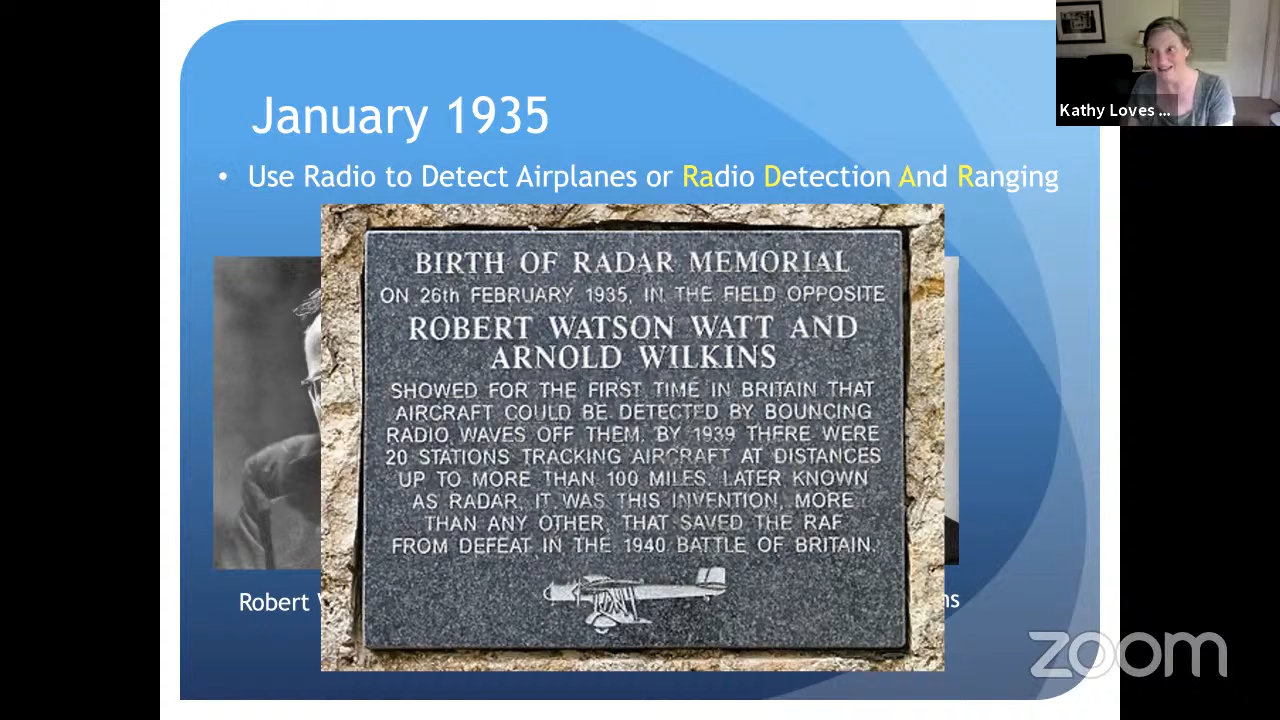 January 1935
Kathy Loves ...
• Use Radio to Detect Airplanes or Radio Detection And Ranging
BIRTH OF RADAR MEMORIAL
ON 26th FEBRUARY 1935, IN THE FIELD OPPOSITE
ROBERT WATSON WATT AND
ARNOLD WILKINS
SHOWED FOR THE FIRST TIME IN BRITAIN THAT
AIRCRAFT COULD BE DETECTED BY BOUNCING
RADIO WAVES OFF THEM. BY 1939 THERE WERE
20 STATIONS TRACKING AIRCRAFT AT DISTANCES
UP TO MORE THAN 100 MILES. LATER KNOWN
AS RADAR, IT WAS THIS INVENTION, MORE
THAN ANY OTHER, THAT SAVED THE RAF
FROM DEFEAT IN THE 1940 BATTLE OF BRITAIN.
Robert
zoom